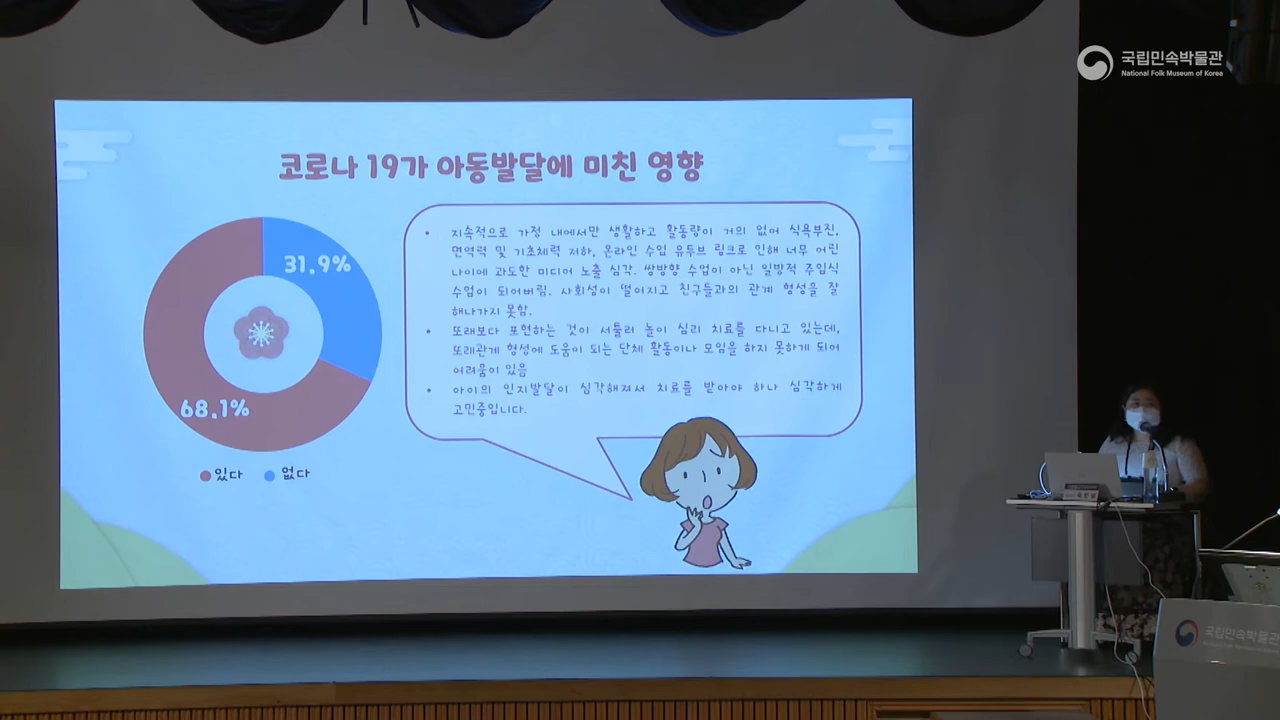 국립민속박물관
National Folk Museum of Korea
코로나 19가 아동발달에 미친 영향
31.9%
68.1%
있다
없다
• 지속적으로 가정 내에서만 생활하고 활동량이 거의 없어 식욕부진,
면역력 및 기초체력 저하, 온라인 수업 유투브 링크로 인해 너무 어린
나이에 과도한 미디어 노출 심각. 쌍방향 수업이 아닌 일방적 주입식
수업이 되어버림. 사회성이 떨어지고 친구들과의 관계 형성을 잘
해나가지 못함.
• 또래보다 표현하는 것이 서툴러 놀이 심리 치료를 다니고 있는데,
또래관계 형성에 도움이 되는 단체 활동이나 모임을 하지 못하게 되어
어려움이 있음
• 아이의 인지발달이 심각해져서 치료를 받아야 하나 심각하게
고민중입니다.
국립민속박물관
National Folk Museum of Korea